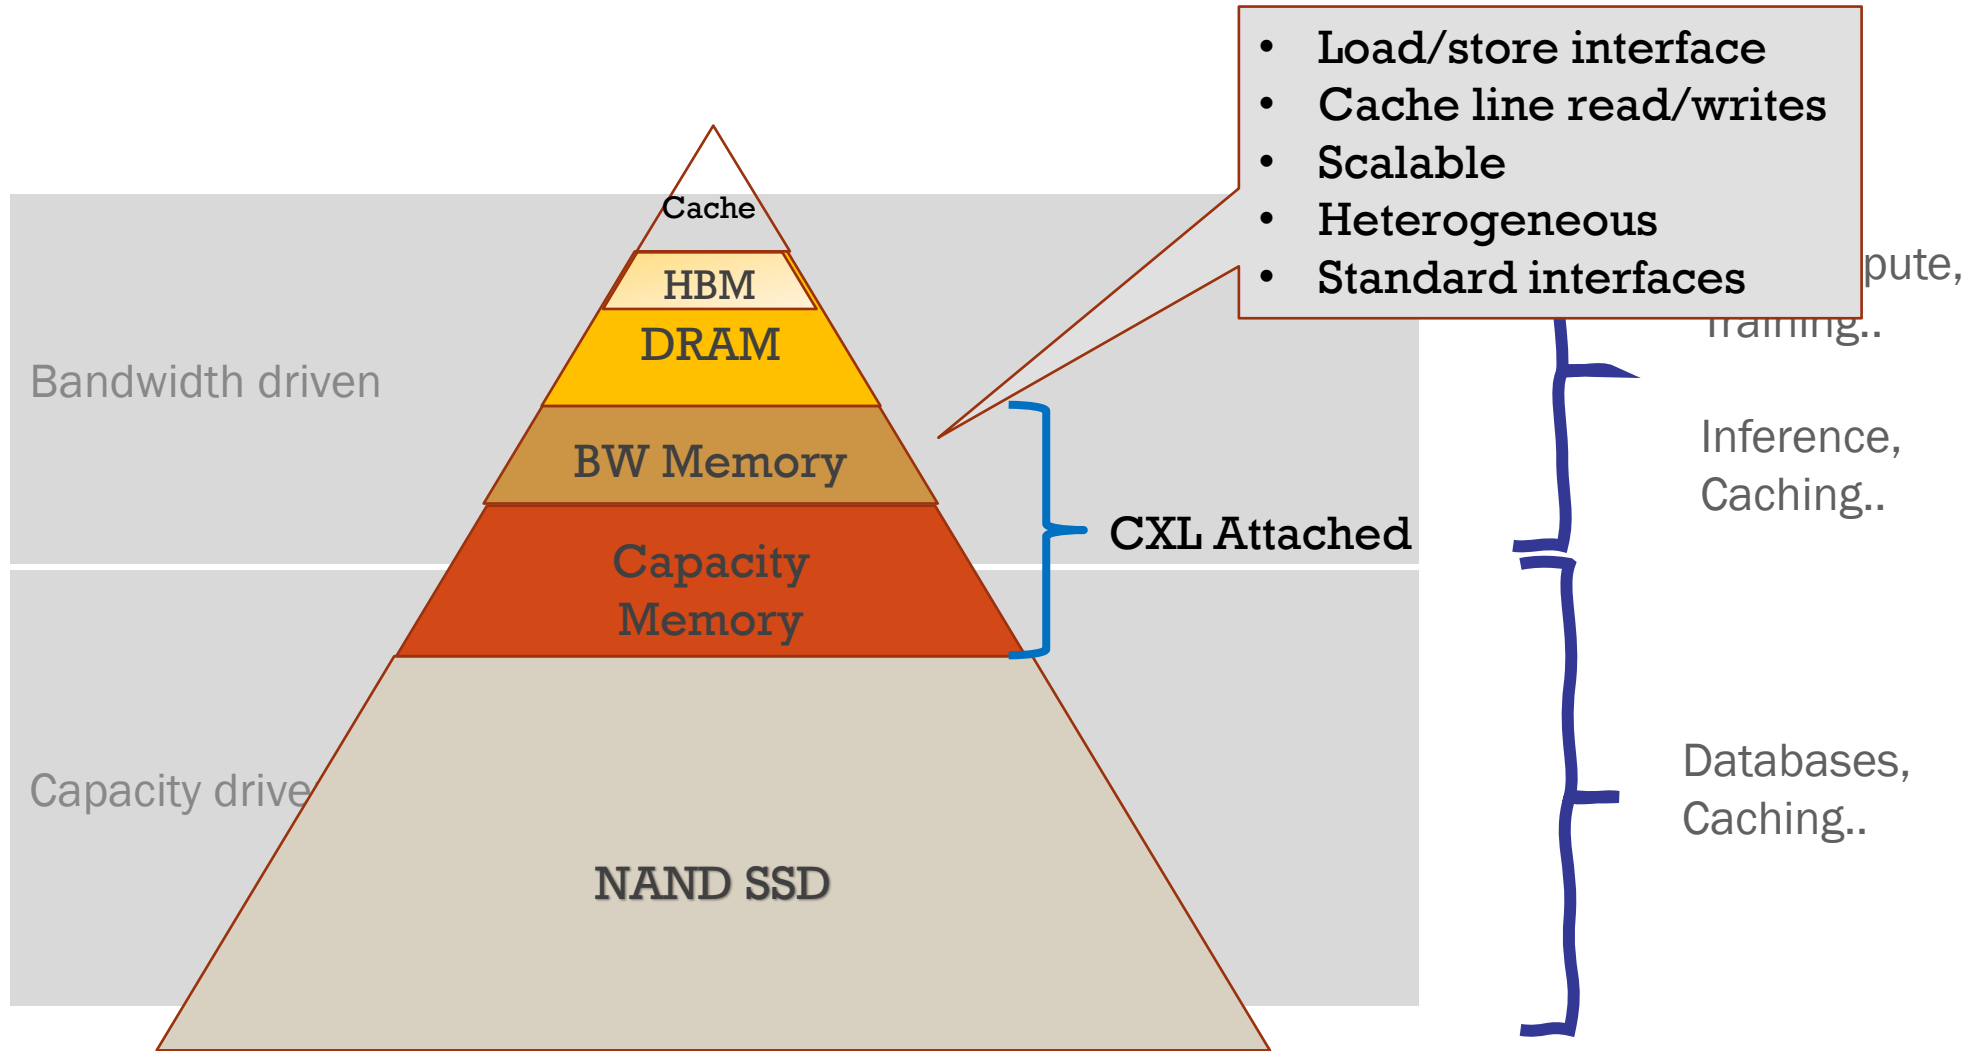 • Load/store interface
• Cache line read/writes
• Scalable
• Heterogeneous
• Standard interfaces
Cache
HBM
DRAM
BW Memory
Capacity
Memory
NAND SSD
Bandwidth driven
Capacity drive
CXL Attached
pute,
Training..
Inference,
Caching..
Databases,
Caching..